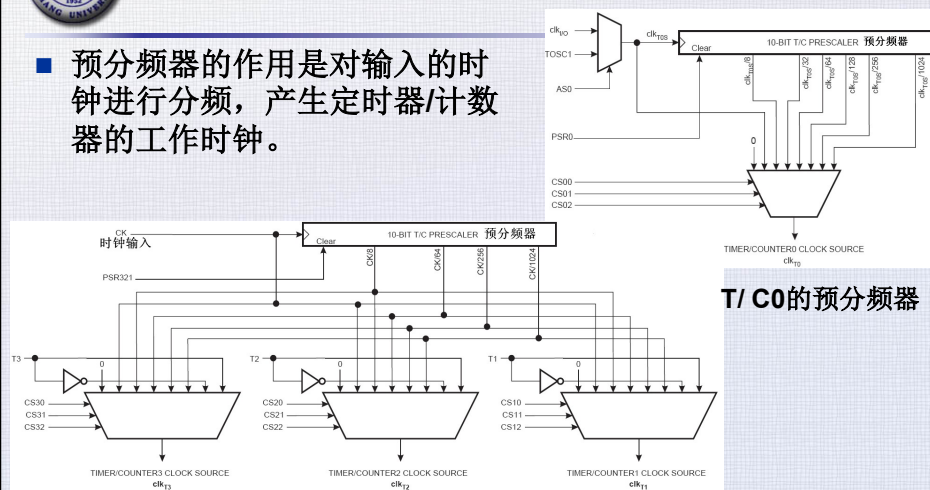 1952
ANG UNIVER
预分频器的作用是对输入的时
钟进行分频，产生定时器/计数
器的工作时钟。
clkI/O
TOSC1
AS0
PSR0
clkT0S
Clear
10-BIT T/C PRESCALER 预分频器
clkT0S/8
clkT0S/32
clkT0S/64
clkT0S/128
clkT0S/256
clkT0S/1024
0
CS00
CS01
CS02
TIMER/COUNTER0 CLOCK SOURCE
clkT0
T/ C0的预分频器
CK
时钟输入
PSR321
Clear
10-BIT T/C PRESCALER 预分频器
CK/8
CK/64
CK/256
CK/1024
T3
0
CS30
CS31
CS32
TIMER/COUNTER3 CLOCK SOURCE
clkT3
T2
0
CS20
CS21
CS22
TIMER/COUNTER2 CLOCK SOURCE
clkT2
T1
0
CS10
CS11
CS12
TIMER/COUNTER1 CLOCK SOURCE
clkT1